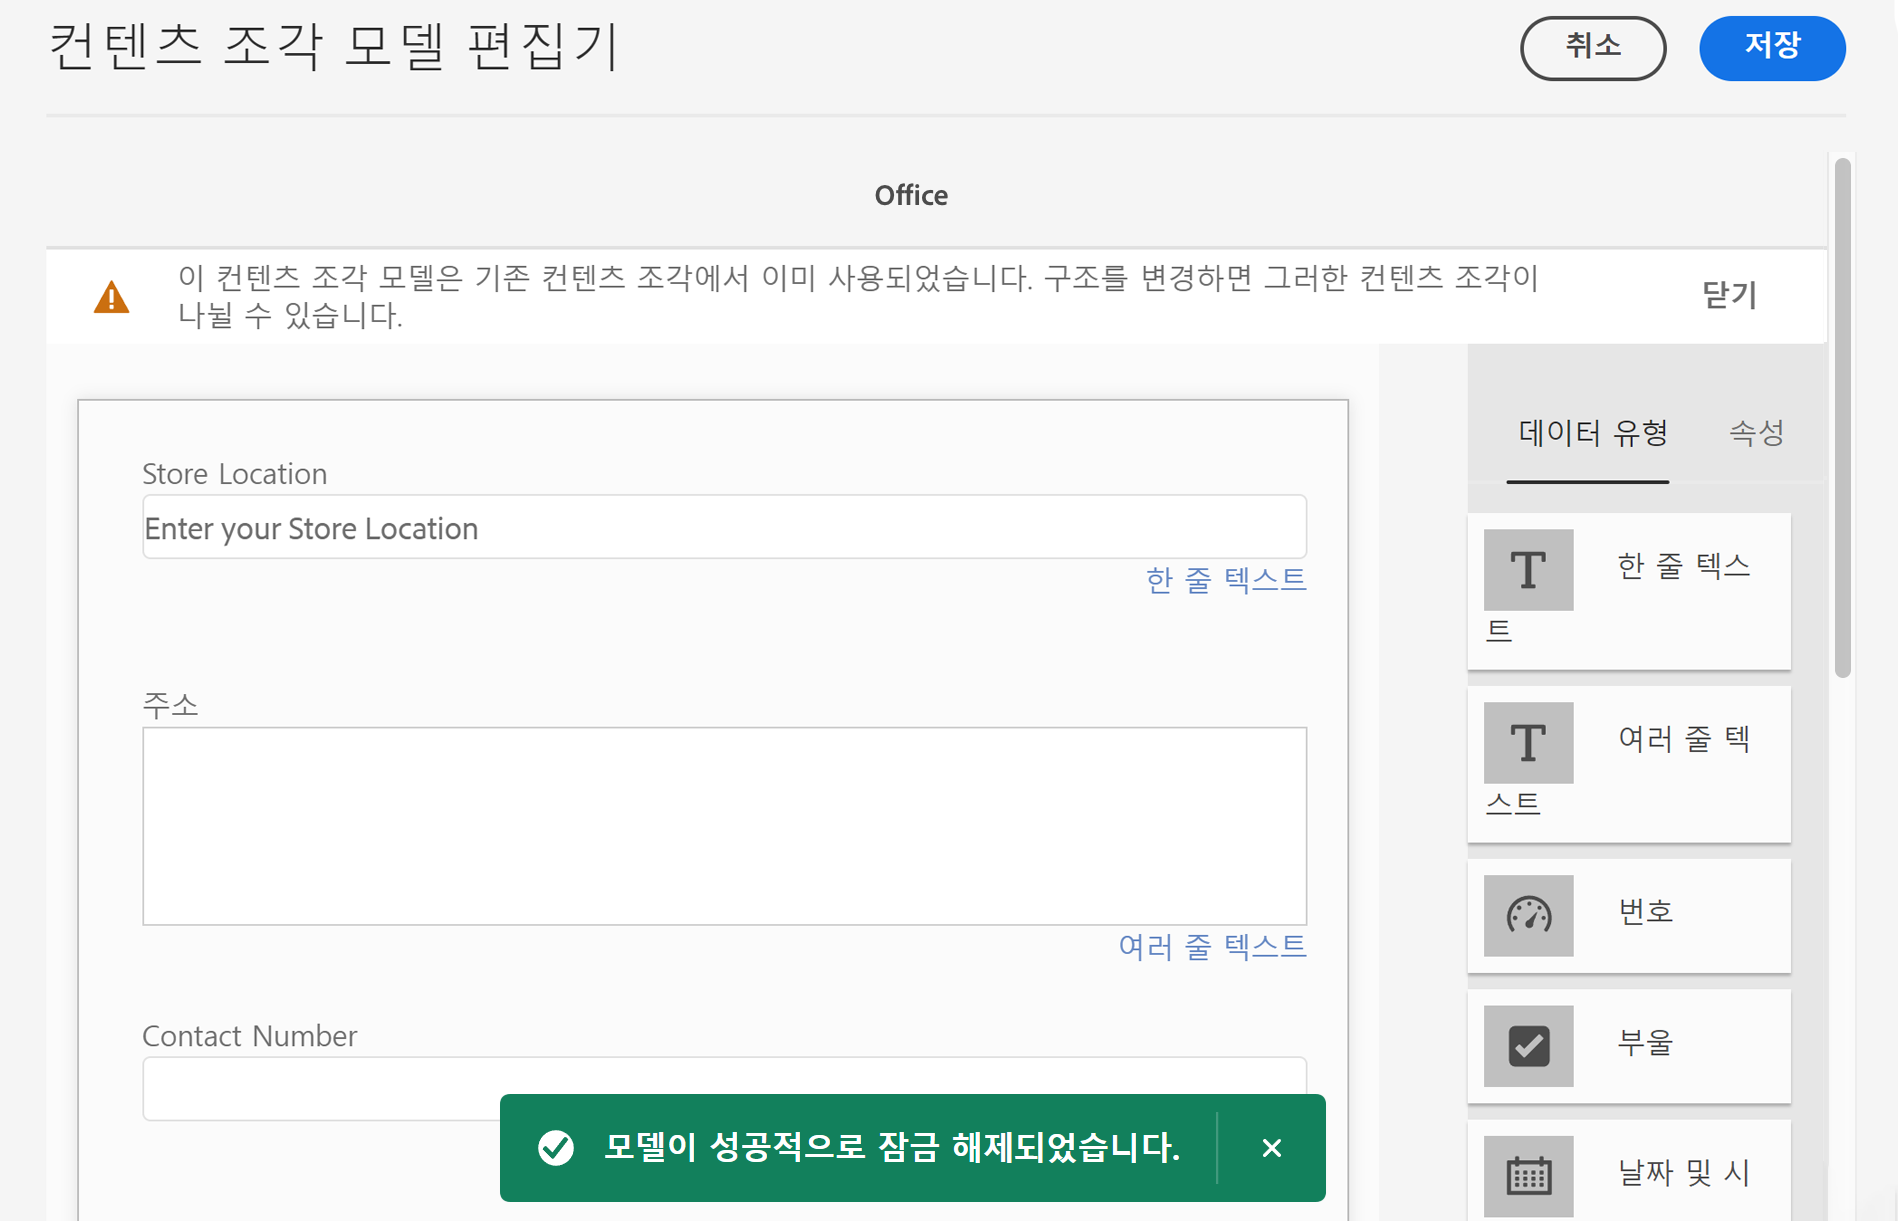 컨텐츠 조각 모델 편집기
취소
저장
Office
이 컨텐츠 조각 모델은 기존 컨텐츠 조각에서 이미 사용되었습니다. 구조를 변경하면 그러한 컨텐츠 조각이
나뉠 수 있습니다.
닫기
Store Location
Enter your Store Location
한 줄 텍스트
주소
여러 줄 텍스트
Contact Number
모델이 성공적으로 잠금 해제되었습니다.
데이터 유형
속성
한 줄 텍스
트
여러 줄 텍
스트
번호
부울
날짜 및 시